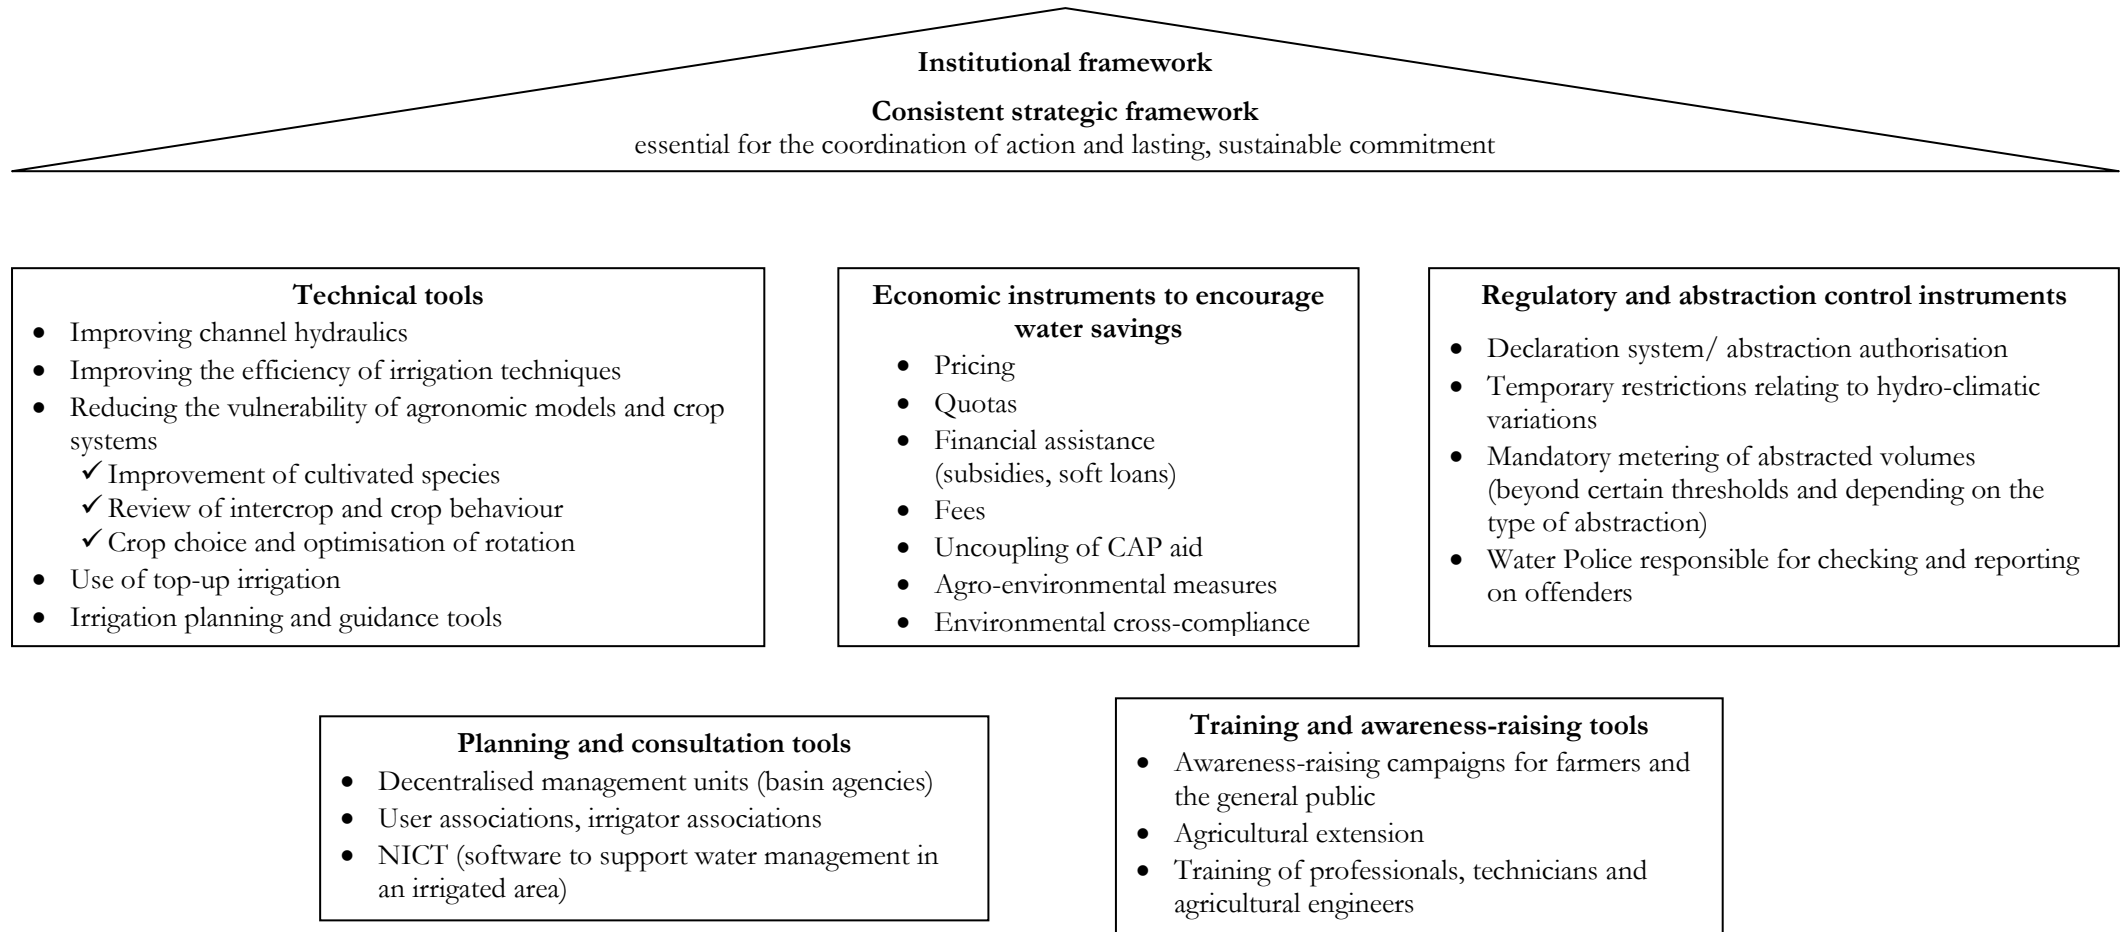 Institutional framework
Consistent strategic framework
essential for the coordination of action and lasting, sustainable commitment
Technical tools
• Improving channel hydraulics
• Improving the efficiency of irrigation techniques
• Reducing the vulnerability of agronomic models and crop
systems
✓ Improvement of cultivated species
✓ Review of intercrop and crop behaviour
✓ Crop choice and optimisation of rotation
• Use of top-up irrigation
• Irrigation planning and guidance tools
Economic instruments to encourage
water savings
• Pricing
• Quotas
• Financial assistance
(subsidies, soft loans)
• Fees
• Uncoupling of CAP aid
• Agro-environmental measures
• Environmental cross-compliance
Regulatory and abstraction control instruments
• Declaration system/ abstraction authorisation
• Temporary restrictions relating to hydro-climatic
variations
• Mandatory metering of abstracted volumes
(beyond certain thresholds and depending on the
type of abstraction)
• Water Police responsible for checking and reporting
on offenders
Planning and consultation tools
• Decentralised management units (basin agencies)
• User associations, irrigator associations
• NICT (software to support water management in
an irrigated area)
Training and awareness-raising tools
• Awareness-raising campaigns for farmers and
the general public
• Agricultural extension
• Training of professionals, technicians and
agricultural engineers